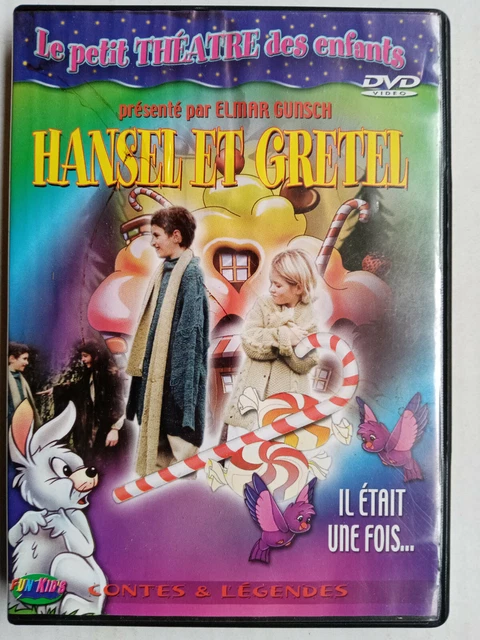 Le petit THÉATRE des enfants
DVD
VIDEO
présenté par ELMAR GUNSCH
HANSEL ET GRETEL
IL ÉTAIT
UNE FOIS...
FUN KID'S
CONTES & LÉGENDES